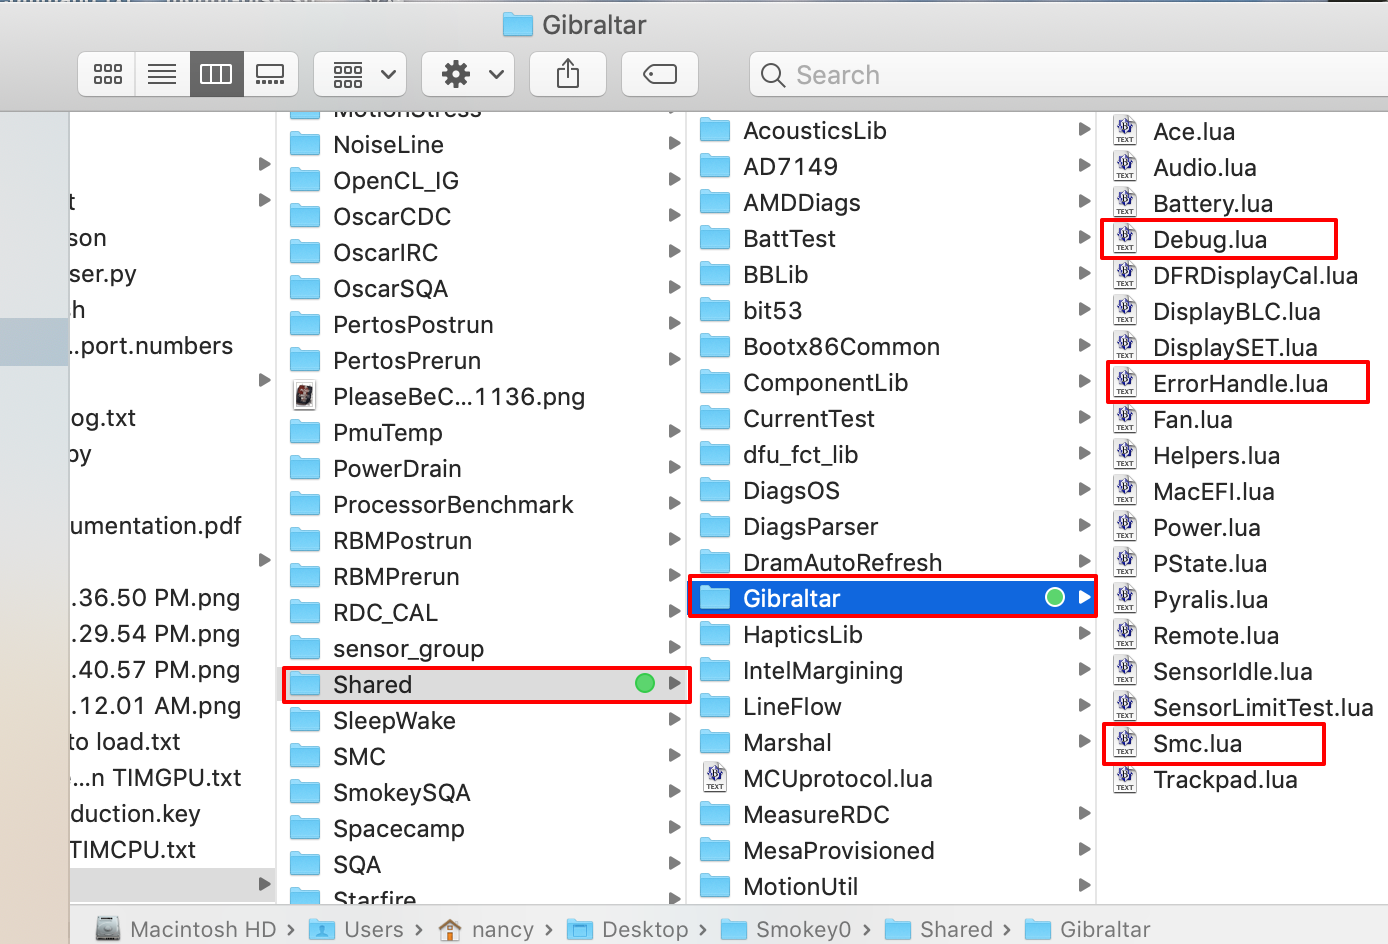 Gibraltar
Search
t
son
ser.py
h
...port.numbers
og.txt
py
umentation.pdf
.36.50 PM.png
.29.54 PM.png
.40.57 PM.png
.12.01 AM.png
to load.txt
e...n TIMGPU.txt
duction.key
TIMCPU.txt
MotionStress
NoiseLine
OpenCL_IG
OscarCDC
OscarIRC
OscarSQA
PertosPostrun
PertosPrerun
PleaseBeC...1136.png
PmuTemp
PowerDrain
ProcessorBenchmark
RBMPostrun
RBMPrerun
RDC_CAL
sensor_group
Shared
SleepWake
SMC
SmokeySQA
Spacecamp
SQA
Starfire
AcousticsLib
AD7149
AMDDiags
BattTest
BBLib
bit53
Bootx86Common
ComponentLib
CurrentTest
dfu_fct_lib
DiagsOS
DiagsParser
DramAutoRefresh
Gibraltar
HapticsLib
IntelMargining
LineFlow
Marshal
MCUprotocol.lua
MeasureRDC
MesaProvisioned
MotionUtil
Ace.lua
Audio.lua
Battery.lua
Debug.lua
DFRDisplayCal.lua
DisplayBLC.lua
DisplaySET.lua
ErrorHandle.lua
Fan.lua
Helpers.lua
MacEFI.lua
Power.lua
PState.lua
Pyralis.lua
Remote.lua
SensorIdle.lua
SensorLimitTest.lua
Smc.lua
Trackpad.lua
Macintosh HD › Users › nancy › Desktop › Smokey0 › Shared › Gibraltar